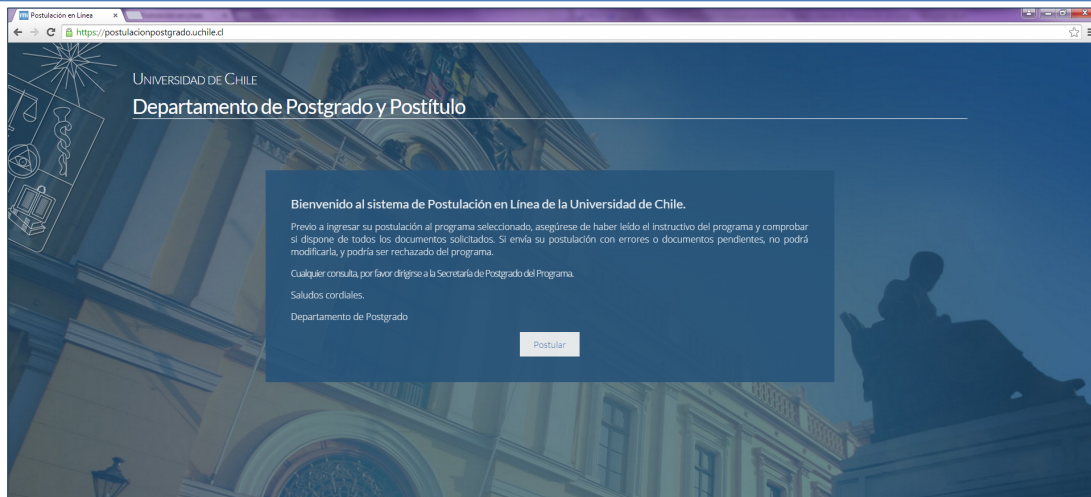 Postulación en Línea
https://postulacionpostgrado.uchile.cl
UNIVERSIDAD DE CHILE
Departamento de Postgrado y Postítulo
Bienvenido al sistema de Postulación en Línea de la Universidad de Chile.
Previo a ingresar su postulación al programa seleccionado, asegúrese de haber leído el instructivo del programa y comprobar
si dispone de todos los documentos solicitados. Si envía su postulación con errores o documentos pendientes, no podrá
modificarla, y podría ser rechazado del programa.
Cualquier consulta, por favor dirigirse a la Secretaría de Postgrado del Programa.
Saludos cordiales.
Departamento de Postgrado
Postular